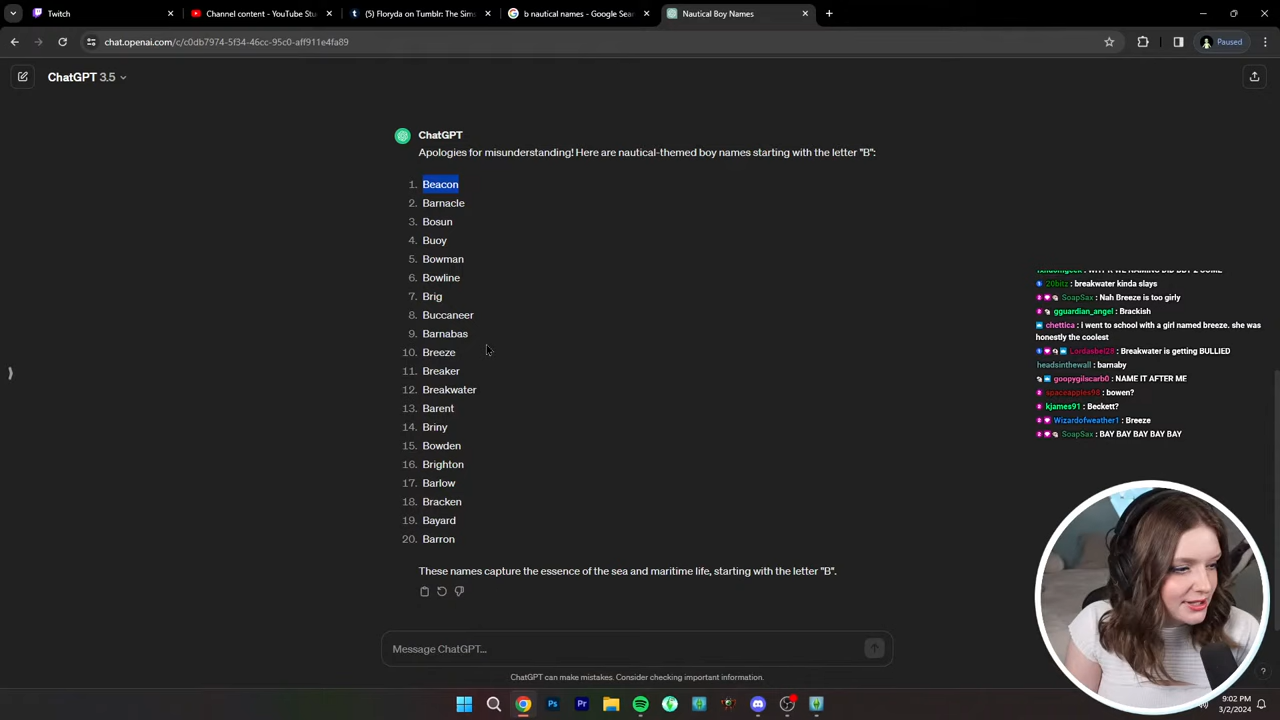 Twitch
Channel content - YouTube Stu
(5) Floryda on Tumblr: The Sim
b nautical names - Google Sear
Nautical Boy Names
chat.openai.com/c/c0db7974-5f34-46cc-95c0-aff911e4fa89
Paused
ChatGPT 3.5
ChatGPT
Apologies for misunderstanding! Here are nautical-themed boy names starting with the letter "B":
1. Beacon
2. Barnacle
3. Bosun
4. Buoy
5. Bowman
6. Bowline
7. Brig
8. Buccaneer
9. Barnabas
10. Breeze
11. Breaker
12. Breakwater
13. Barent
14. Briny
15. Bowden
16. Brighton
17. Barlow
18. Bracken
19. Bayard
20. Barron
These names capture the essence of the sea and maritime life, starting with the letter "B".
20bitz : breakwater kinda slays
SoapSax : Nah Breeze is too girly
gguardian_angel : Brackish
chettica : i went to school with a girl named breeze. she was
honestly the coolest
Lordasbel28 : Breakwater is getting BULLIED
headsinthewall : barnaby
goopygilscarb0 : NAME IT AFTER ME
spaceapples98 : bowen?
kjames91 : Beckett?
Wizardofweather1 : Breeze
SoapSax : BAY BAY BAY BAY BAY
Message ChatGPT...
ChatGPT can make mistakes. Consider checking important information.
Ps
Pr
9:02 PM
3/2/2024